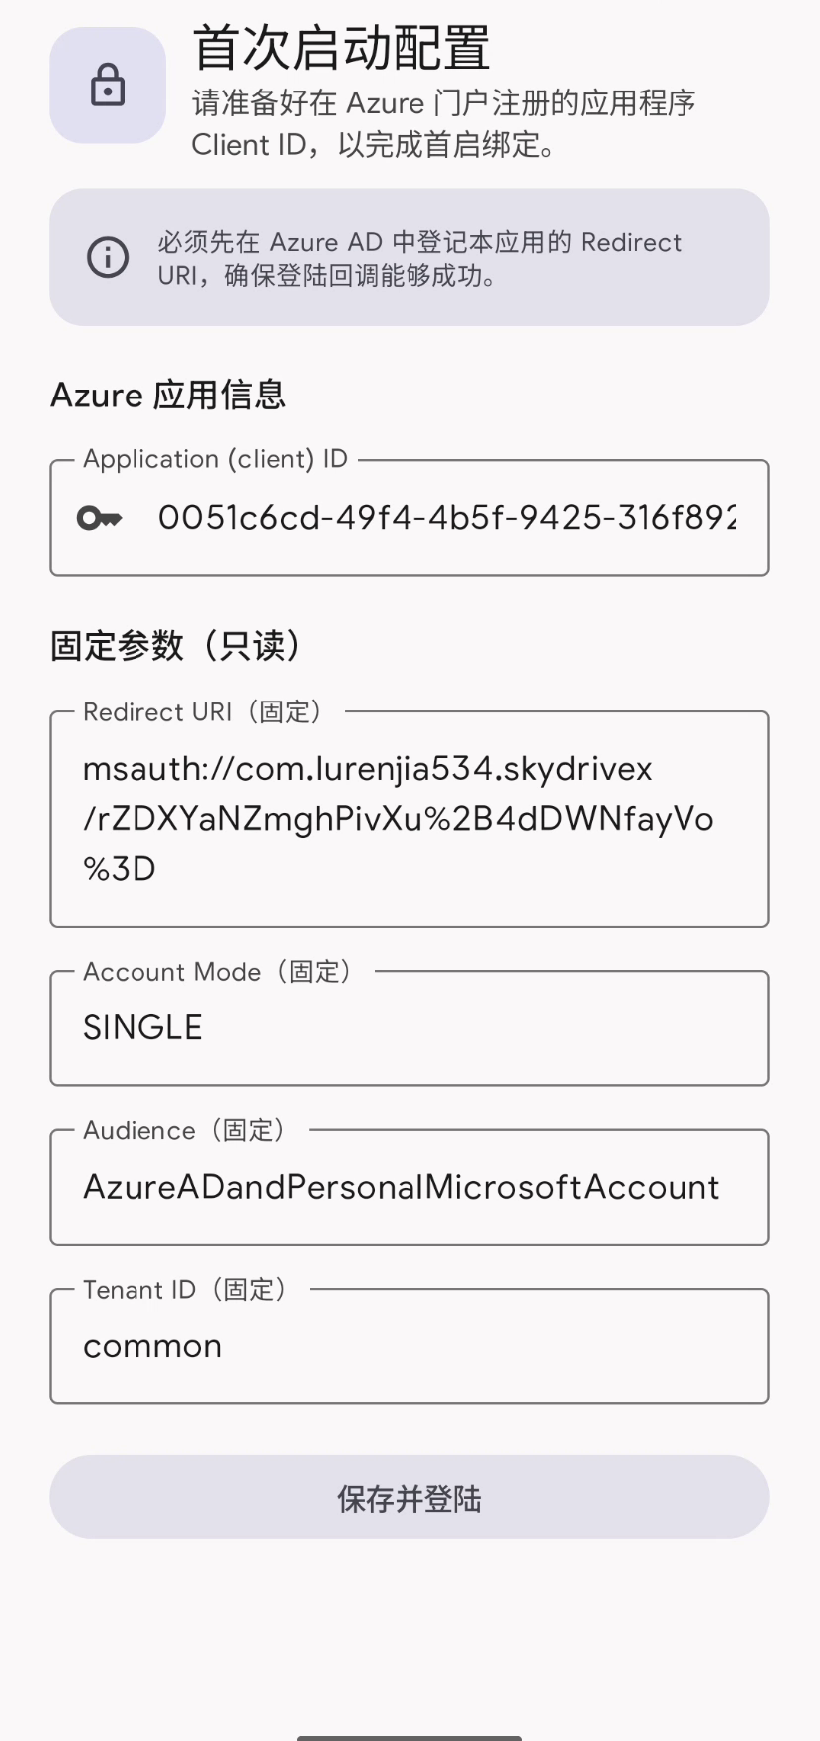 首次启动配置
请准备好在 Azure 门户注册的应用程序
Client ID，以完成首启绑定。
必须先在 Azure AD 中登记本应用的 Redirect
URI，确保登陆回调能够成功。
Azure 应用信息
Application (client) ID
0051c6cd-49f4-4b5f-9425-316f892
固定参数（只读）
Redirect URI（固定）
msauth://com.lurenjia534.skydrivex
/rZDXYaNZmghPivXu%2B4dDWNfayVo
%3D
Account Mode（固定）
SINGLE
Audience（固定）
AzureADandPersonalMicrosoftAccount
Tenant ID（固定）
common
保存并登陆